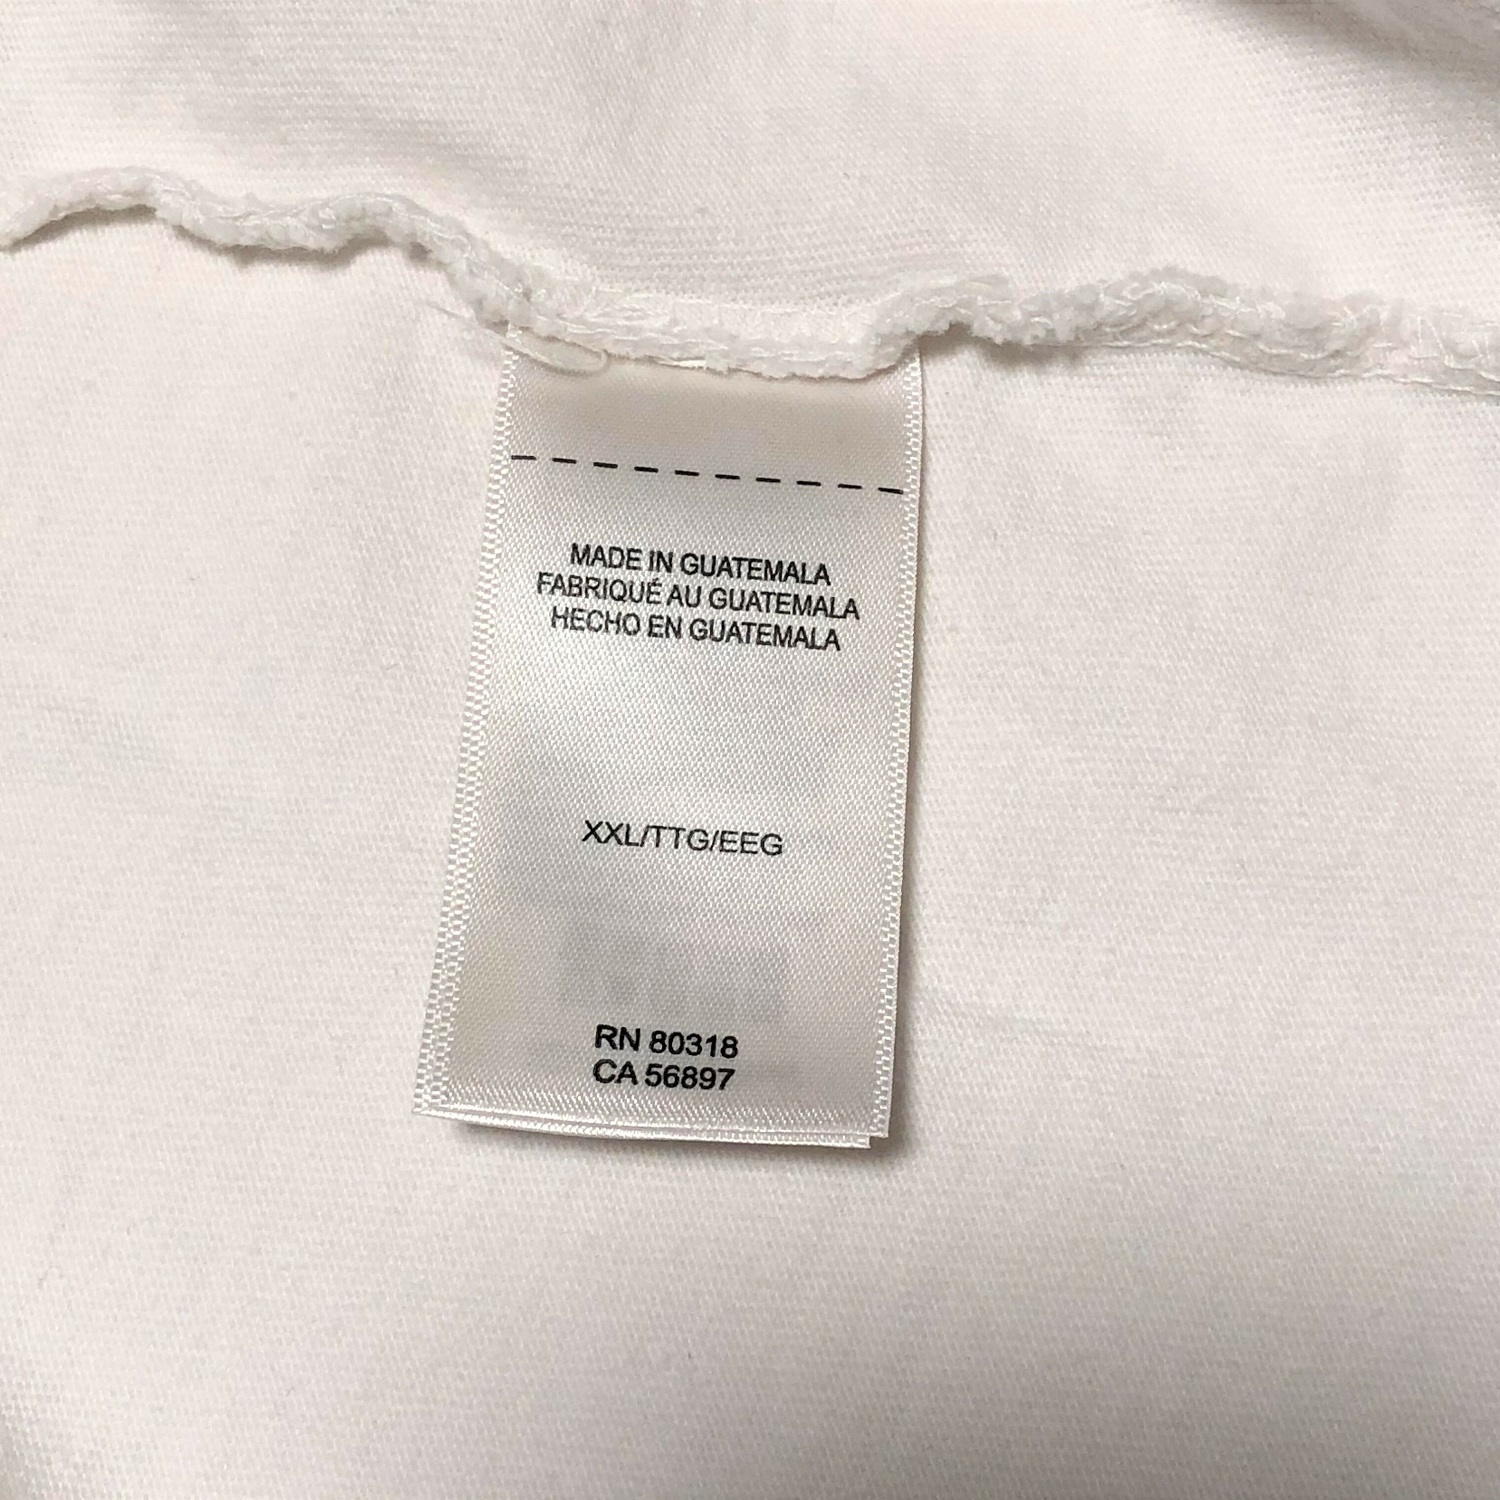 MADE IN GUATEMALA
FABRIQUÉ AU GUATEMALA
HECHO EN GUATEMALA
XXL/TTG/EEG
RN 80318
CA 56897